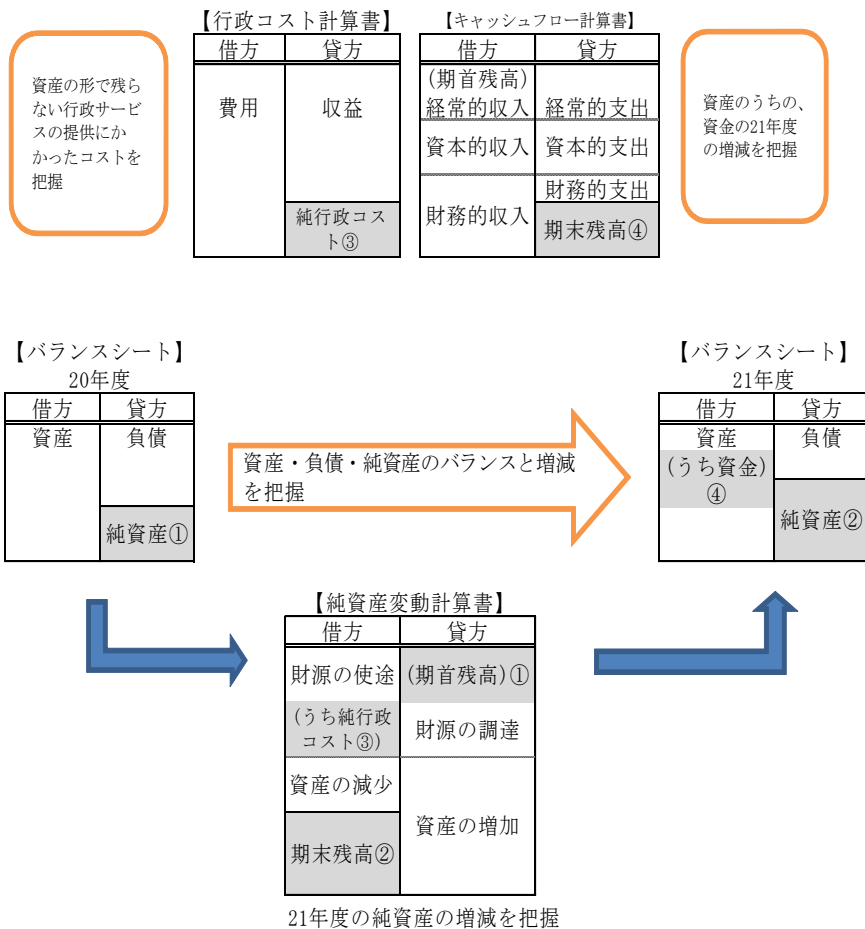 【行政コスト計算書】
借方 貸方
費用 収益
純行政コス
ト③
【キャッシュフロー計算書】
借方 貸方
(期首残高)
経常的収入 経常的支出
資本的収入 資本的支出
財務的支出
財務的収入
期末残高④
資産の形で残ら
ない行政サービ
スの提供にか
かったコストを
把握
資産のうちの、
資金の21年度
の増減を把握
【バランスシート】
20年度
借方 貸方
資産 負債
純資産①
資産・負債・純資産のバランスと増減
を把握
【バランスシート】
21年度
借方 貸方
資産 負債
(うち資金)
④
純資産②
【純資産変動計算書】
借方 貸方
財源の使途 (期首残高)①
(うち純行政
コスト③)
財源の調達
資産の減少
資産の増加
期末残高②
21年度の純資産の増減を把握